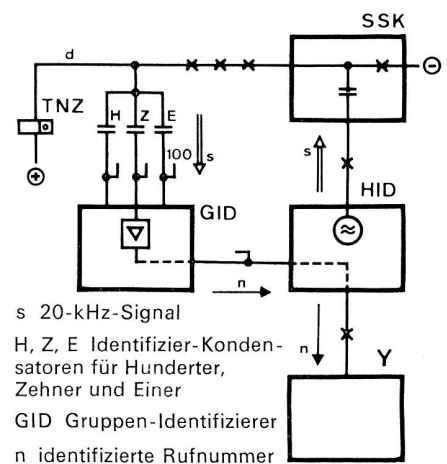 SSK
d
TNZ
H
Z
E
100
s
s
HID
GID
n
n
Y
s 20-kHz-Signal
H, Z, E Identifizier-Konden-
satoren für Hunderter,
Zehner und Einer
GID Gruppen-Identifizierer
n identifizierte Rufnummer